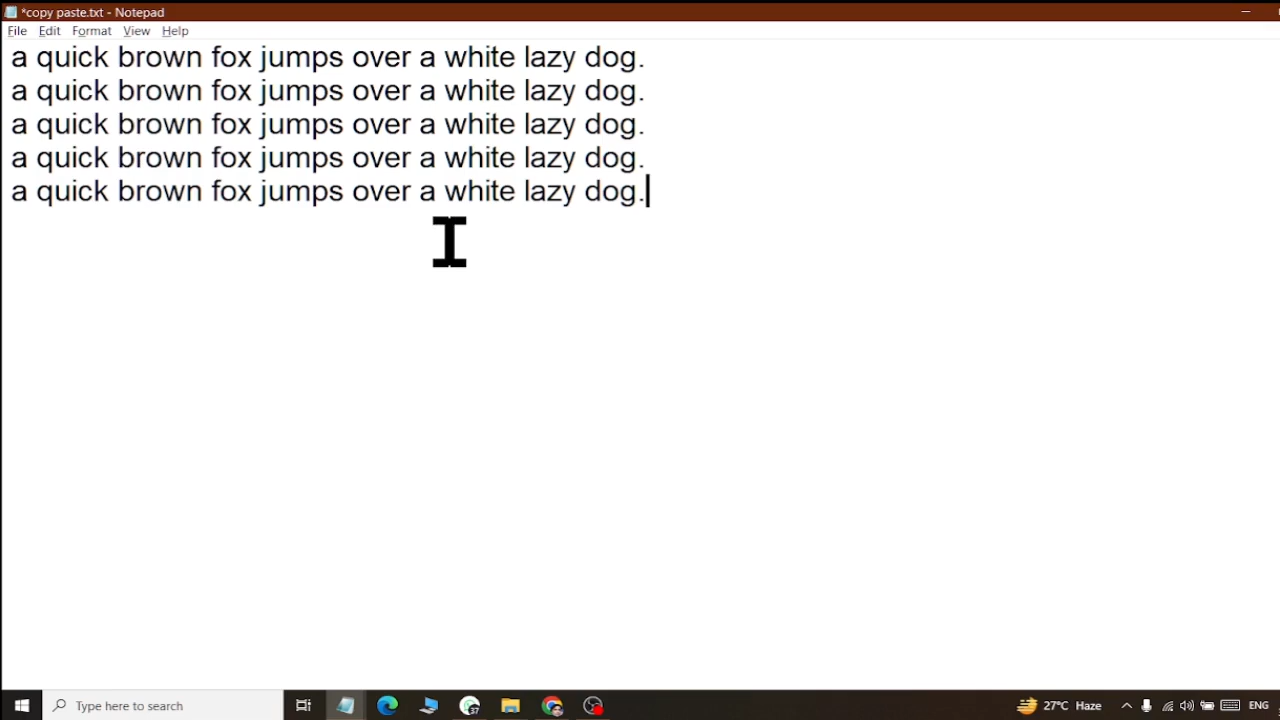 *copy paste.txt - Notepad
File Edit Format View Help
a quick brown fox jumps over a white lazy dog.
a quick brown fox jumps over a white lazy dog.
a quick brown fox jumps over a white lazy dog.
a quick brown fox jumps over a white lazy dog.
a quick brown fox jumps over a white lazy dog.
Type here to search 27°C Haze ENG